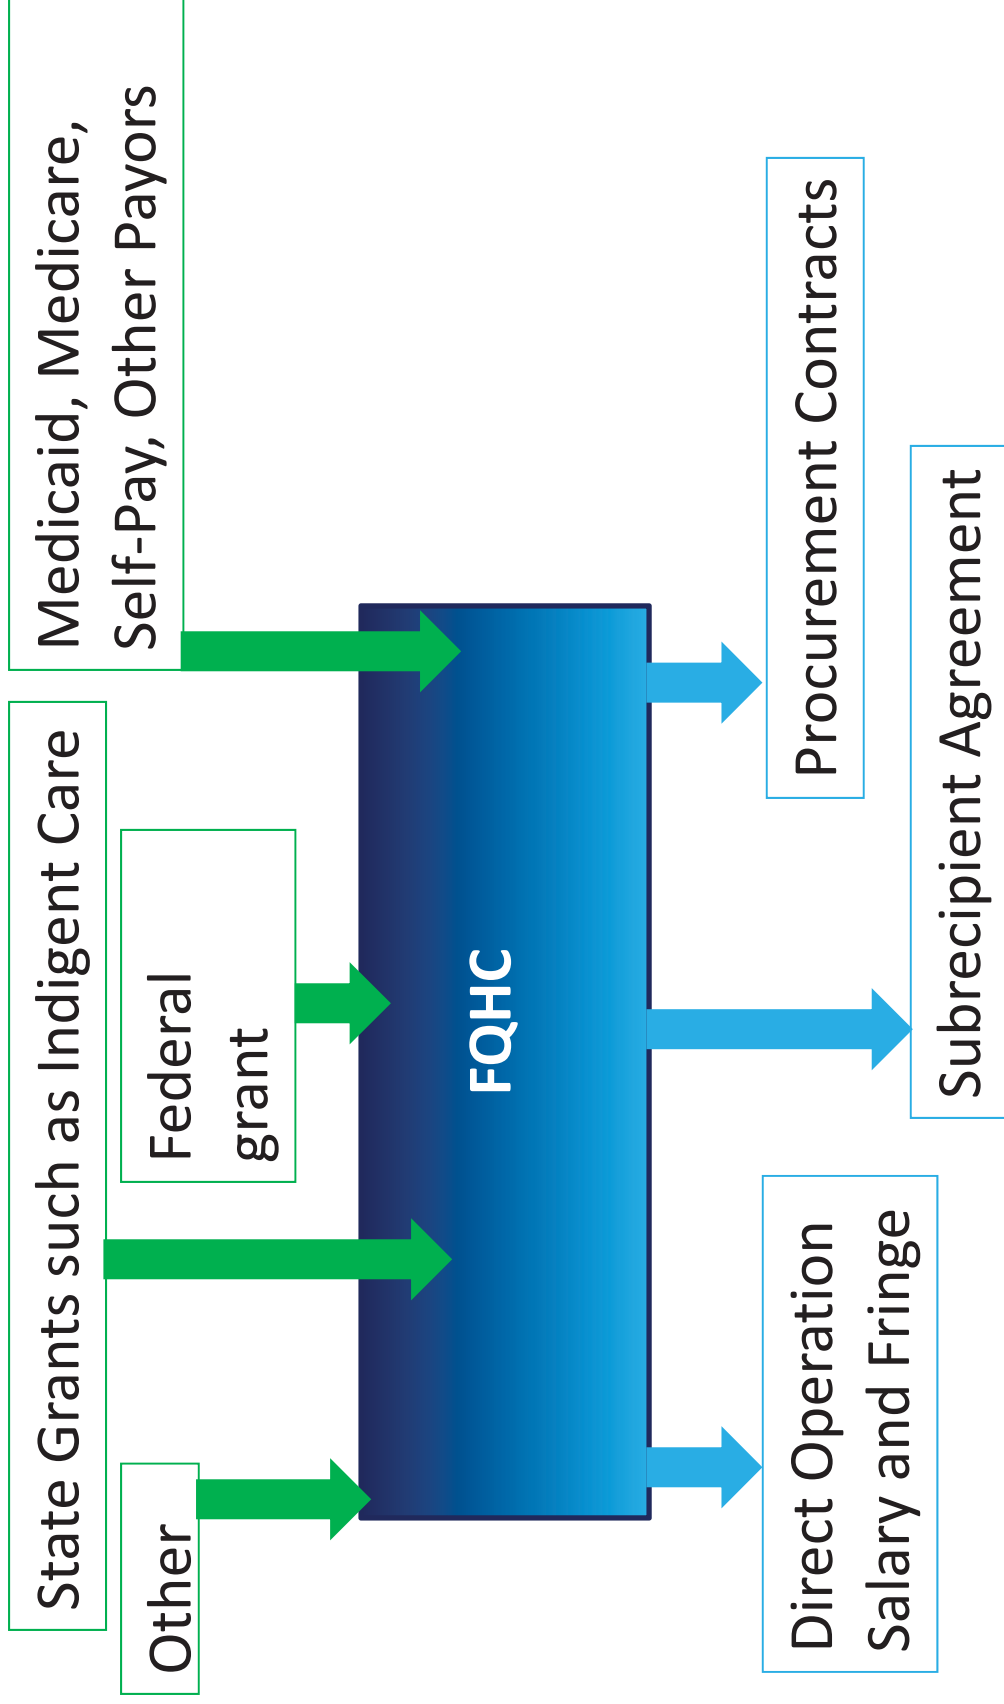 Other
State Grants such as Indigent Care
Federal
grant
Medicaid, Medicare,
Self-Pay, Other Payors
FQHC
Direct Operation
Salary and Fringe
Subrecipient Agreement
Procurement Contracts